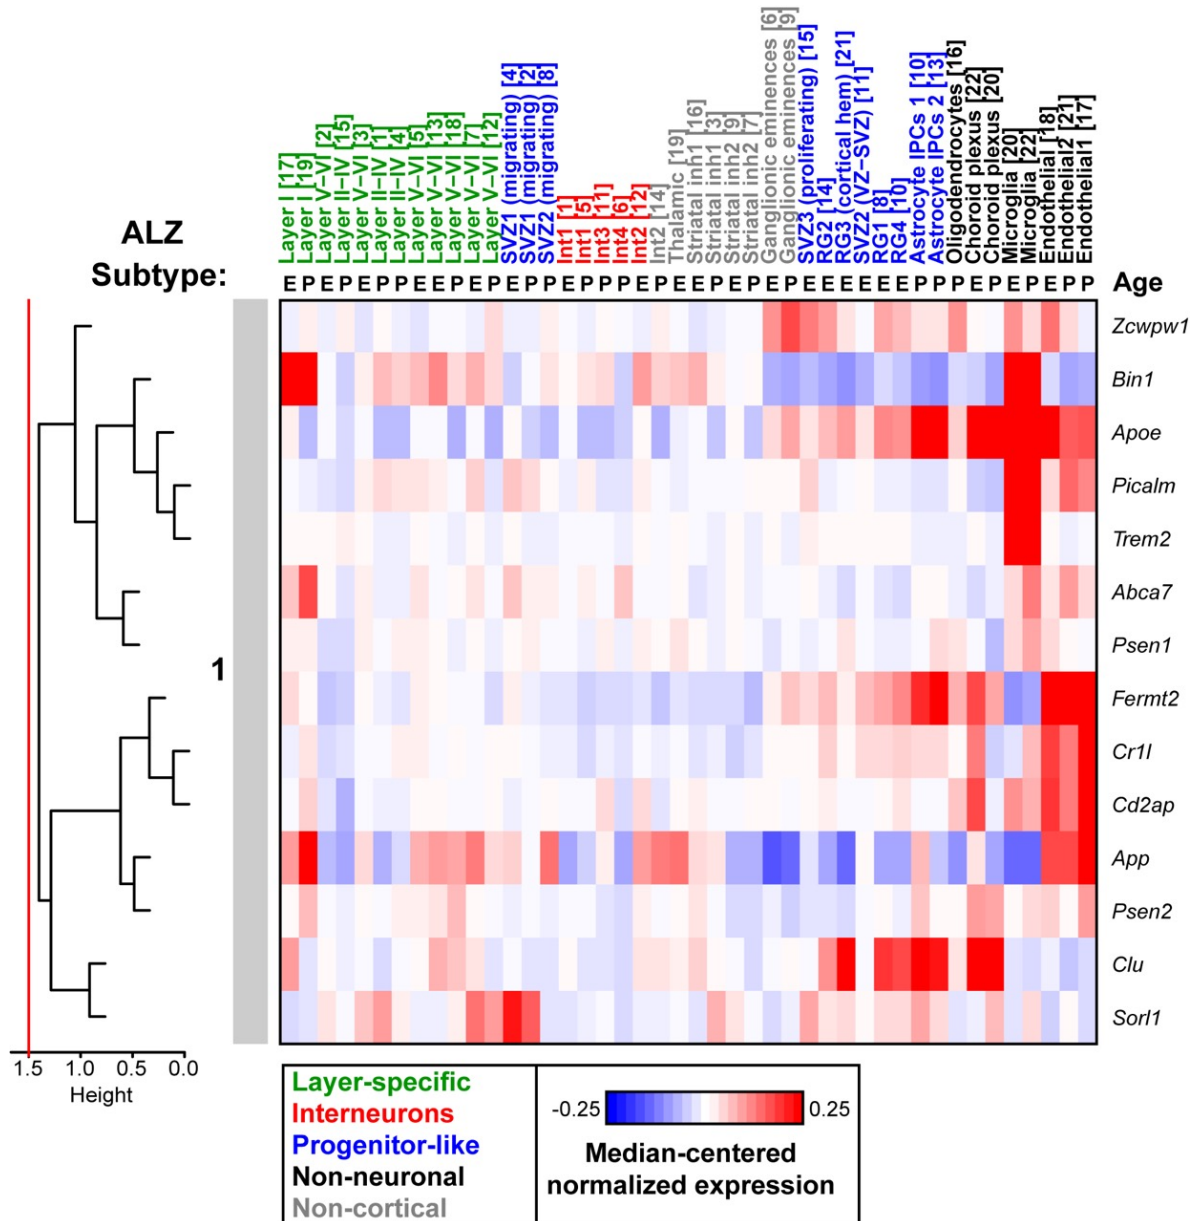 Layer I [17]
Layer I [19]
Layer V−VI [2]
Layer II−IV [15]
Layer V−VI [3]
Layer II−IV [1]
Layer II−IV [4]
Layer V−VI [5]
Layer V−VI [13]
Layer V−VI [18]
Layer V−VI [7]
Layer V−VI [12]
SVZ1 (migrating) [4]
SVZ1 (migrating) [2]
SVZ2 (migrating) [8]
Int1 [1]
Int1 [5]
Int3 [11]
Int4 [6]
Int2 [12]
Int2 [14]
Thalamic [19]
Striatal inh1 [16]
Striatal inh1 [3]
Striatal inh2 [9]
Striatal inh2 [7]
Ganglionic eminences [6]
Ganglionic eminences [9]
SVZ3 (proliferating) [15]
RG2 [14]
RG3 (cortical hem) [21]
SVZ2 (VZ−SVZ) [11]
RG1 [8]
RG4 [10]
Astrocyte IPCs 1 [10]
Astrocyte IPCs 2 [13]
Oligodendrocytes [16]
Choroid plexus [22]
Choroid plexus [20]
Microglia [20]
Microglia [22]
Endothelial [18]
Endothelial2 [21]
Endothelial1 [17]
ALZ
Subtype:
E P E P E P P E P P E P E P P E P E P E P E E P E P E P E E E E E E P P P E P E P E P P
Age
Zcwpw1
Bin1
Apoe
Picalm
Trem2
Abca7
Psen1
1
Fermt2
Cr1l
Cd2ap
App
Psen2
Clu
Sorl1
1.5 1.0 0.5 0.0
Height
Layer-specific
Interneurons
Progenitor-like
Non-neuronal
Non-cortical
-0.25 0.25
Median-centered
normalized expression